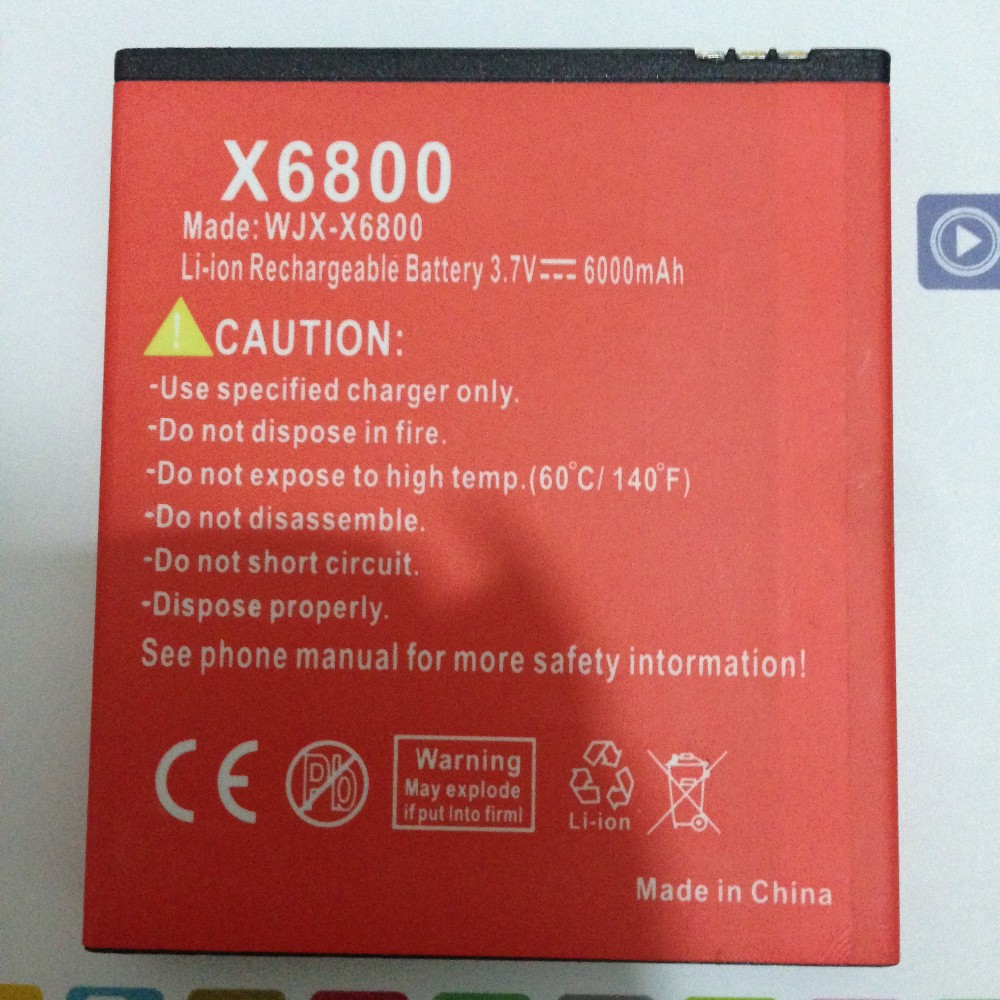 X6800
Made: WJX-X6800
Li-ion Rechargeable Battery 3.7V⎓ 6000mAh
! CAUTION:
-Use specified charger only.
-Do not dispose in fire.
-Do not expose to high temp.(60°C/ 140°F)
-Do not disassemble.
-Do not short circuit.
-Dispose properly.
See phone manual for more safety intormation!
CE
Pb
Warning
May explode
if put Into firml
Li-ion
Made in China